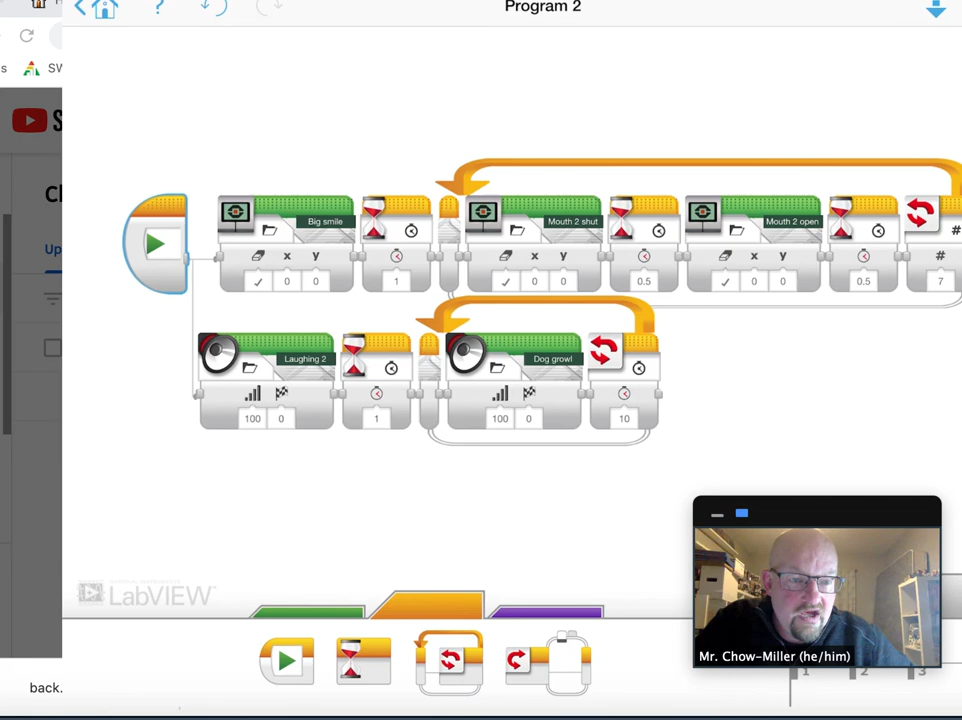 Program 2
?
SW
S
Cl
Up
Big smile
Mouth 2 shut
Mouth 2 open
#
x y
x y
x y
#
0 0
1
0 0
0.5
0 0
0.5
7
Laughing 2
Dog growl
100 0
1
100 0
10
LabVIEW
Mr. Chow-Miller (he/him)
1 2 3
back.